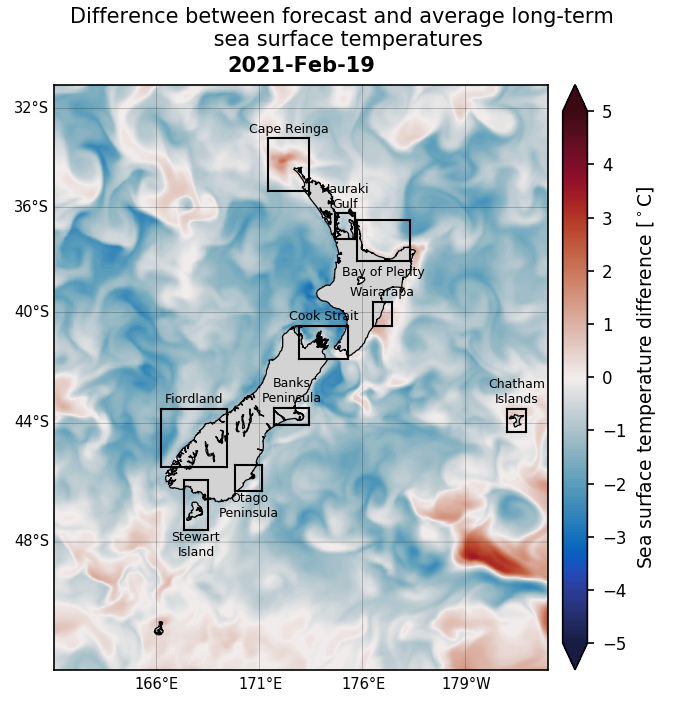 Difference between forecast and average long-term
sea surface temperatures
2021-Feb-19
32°S
36°S
40°S
44°S
48°S
166°E
171°E
176°E
179°W
Cape Reinga
Hauraki
Gulf
Bay of Plenty
Wairarapa
Cook Strait
Banks
Peninsula
Fiordland
Chatham
Islands
Otago
Peninsula
Stewart
Island
5
4
3
2
1
0
−1
−2
−3
−4
−5
Sea surface temperature difference [°C]